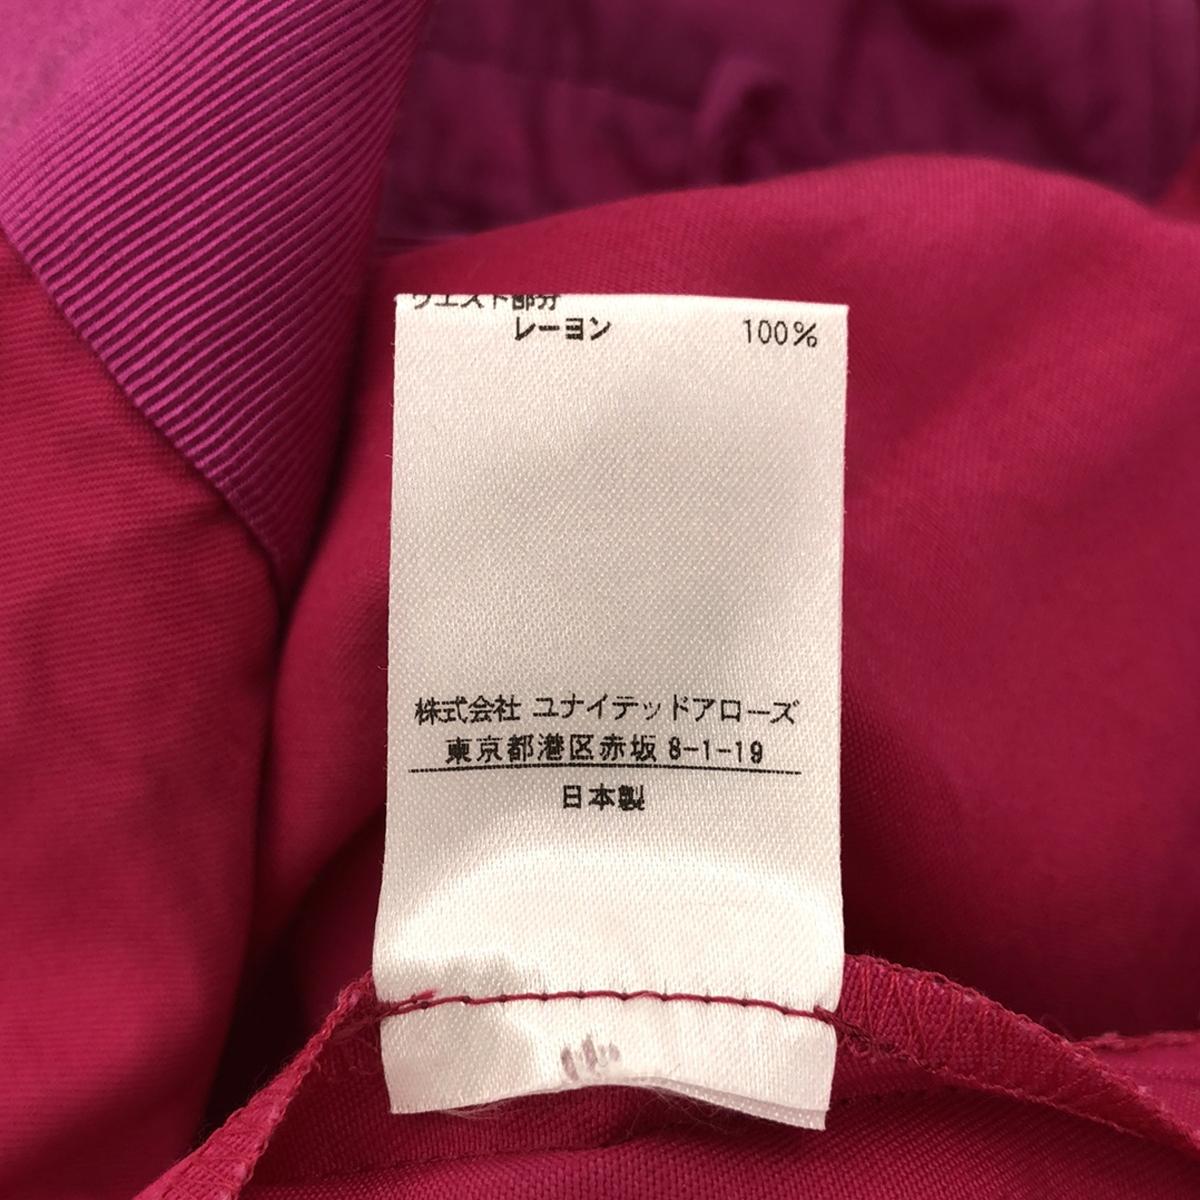 ウエスト部分
レーヨン 100%
株式会社 ユナイテッドアローズ
東京都港区赤坂 8-1-19
日本製